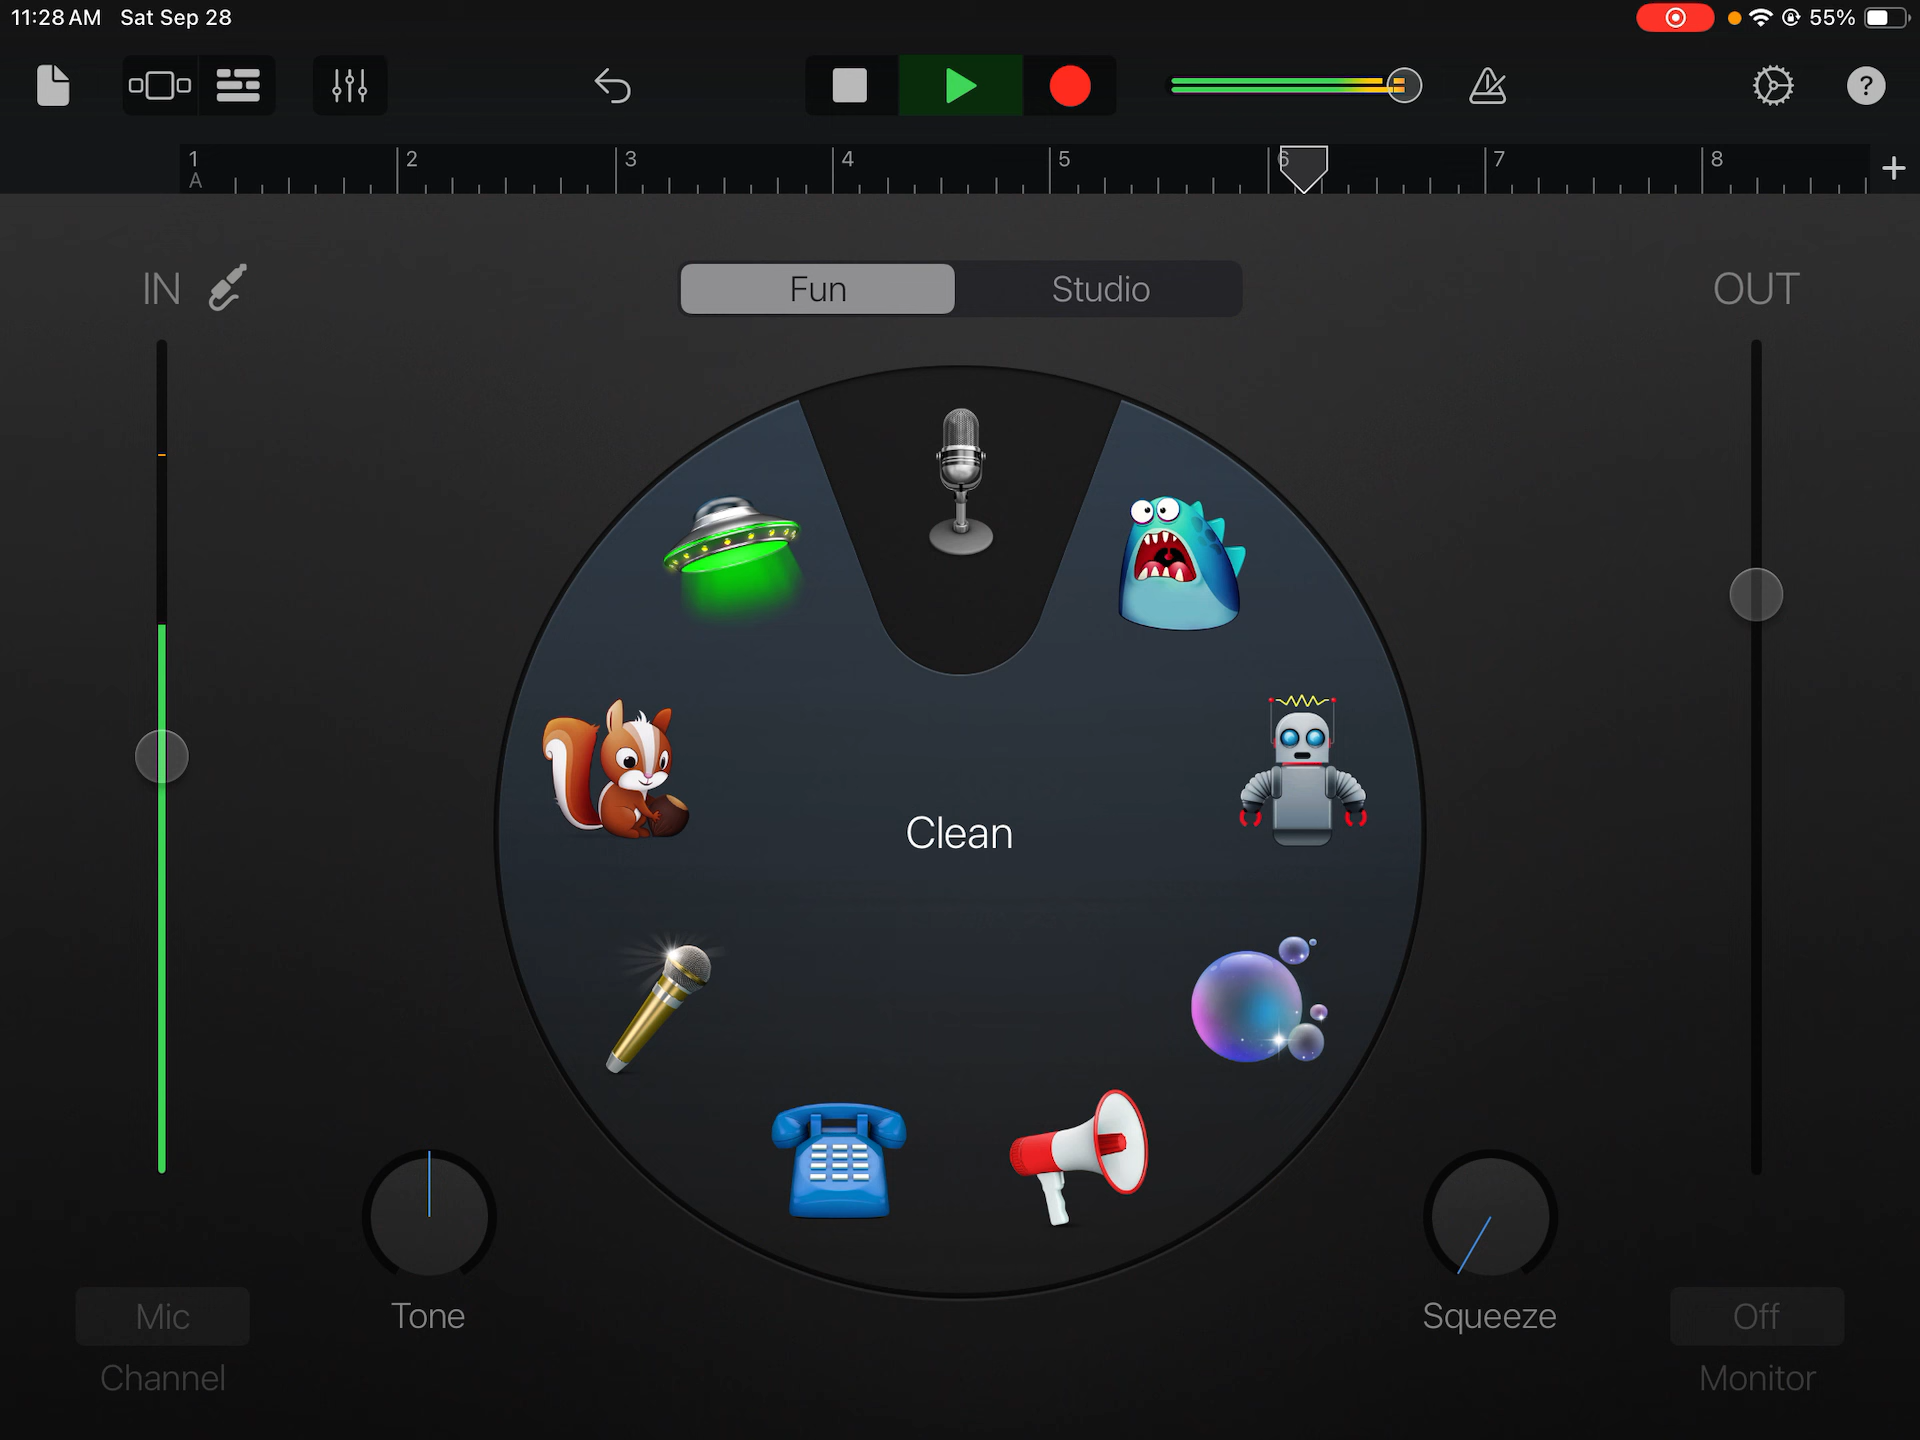 11:28 AM Sat Sep 28
55%
?
1 2 3 4 5 6 7 8
A
IN
Fun Studio
OUT
Clean
Tone
Squeeze
Mic
Off
Channel
Monitor